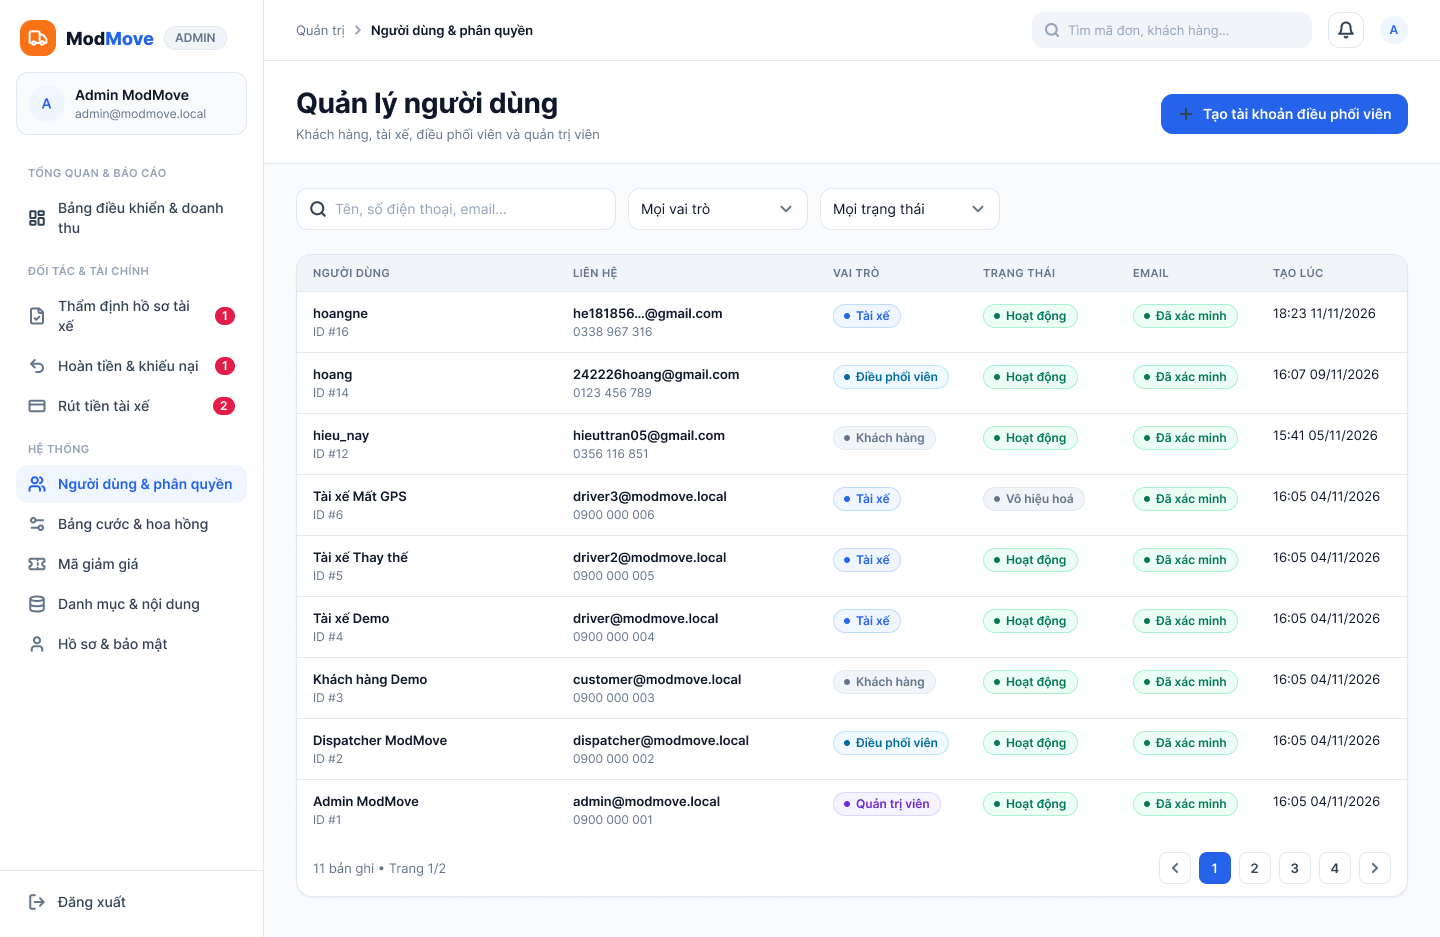 ModMove ADMIN
A
Admin ModMove
admin@modmove.local
TỔNG QUAN & BÁO CÁO
Bảng điều khiển & doanh
thu
ĐỐI TÁC & TÀI CHÍNH
Thẩm định hồ sơ tài
xế
1
Hoàn tiền & khiếu nại 1
Rút tiền tài xế 2
HỆ THỐNG
Người dùng & phân quyền
Bảng cước & hoa hồng
Mã giảm giá
Danh mục & nội dung
Hồ sơ & bảo mật
Đăng xuất
Quản trị > Người dùng & phân quyền
Tìm mã đơn, khách hàng...
A
Quản lý người dùng
Khách hàng, tài xế, điều phối viên và quản trị viên
Tạo tài khoản điều phối viên
Tên, số điện thoại, email...
Mọi vai trò
Mọi trạng thái
NGƯỜI DÙNG LIÊN HỆ VAI TRÒ TRẠNG THÁI EMAIL TẠO LÚC
hoangne he181856...@gmail.com Tài xế Hoạt động Đã xác minh 18:23 11/11/2026
ID #16 0338 967 316
hoang 242226hoang@gmail.com Điều phối viên Hoạt động Đã xác minh 16:07 09/11/2026
ID #14 0123 456 789
hieu_nay hieuttran05@gmail.com Khách hàng Hoạt động Đã xác minh 15:41 05/11/2026
ID #12 0356 116 851
Tài xế Mất GPS driver3@modmove.local Tài xế Vô hiệu hoá Đã xác minh 16:05 04/11/2026
ID #6 0900 000 006
Tài xế Thay thế driver2@modmove.local Tài xế Hoạt động Đã xác minh 16:05 04/11/2026
ID #5 0900 000 005
Tài xế Demo driver@modmove.local Tài xế Hoạt động Đã xác minh 16:05 04/11/2026
ID #4 0900 000 004
Khách hàng Demo customer@modmove.local Khách hàng Hoạt động Đã xác minh 16:05 04/11/2026
ID #3 0900 000 003
Dispatcher ModMove dispatcher@modmove.local Điều phối viên Hoạt động Đã xác minh 16:05 04/11/2026
ID #2 0900 000 002
Admin ModMove admin@modmove.local Quản trị viên Hoạt động Đã xác minh 16:05 04/11/2026
ID #1 0900 000 001
11 bản ghi • Trang 1/2
1 2 3 4